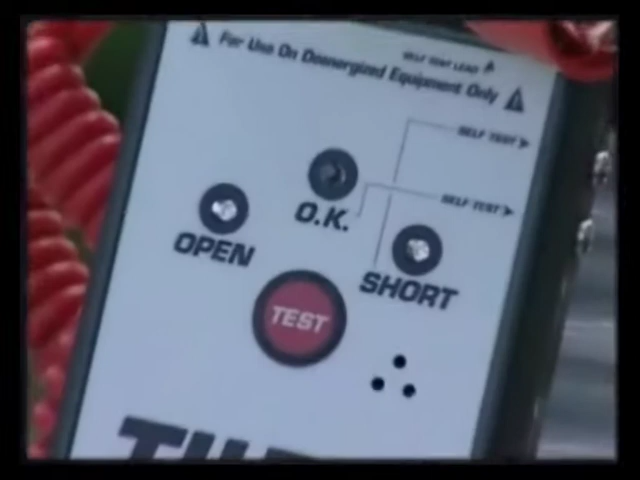 SELF TEST LEAD
For Use On Deenergized Equipment Only
SELF TEST
SELF TEST
O.K.
OPEN
SHORT
TEST